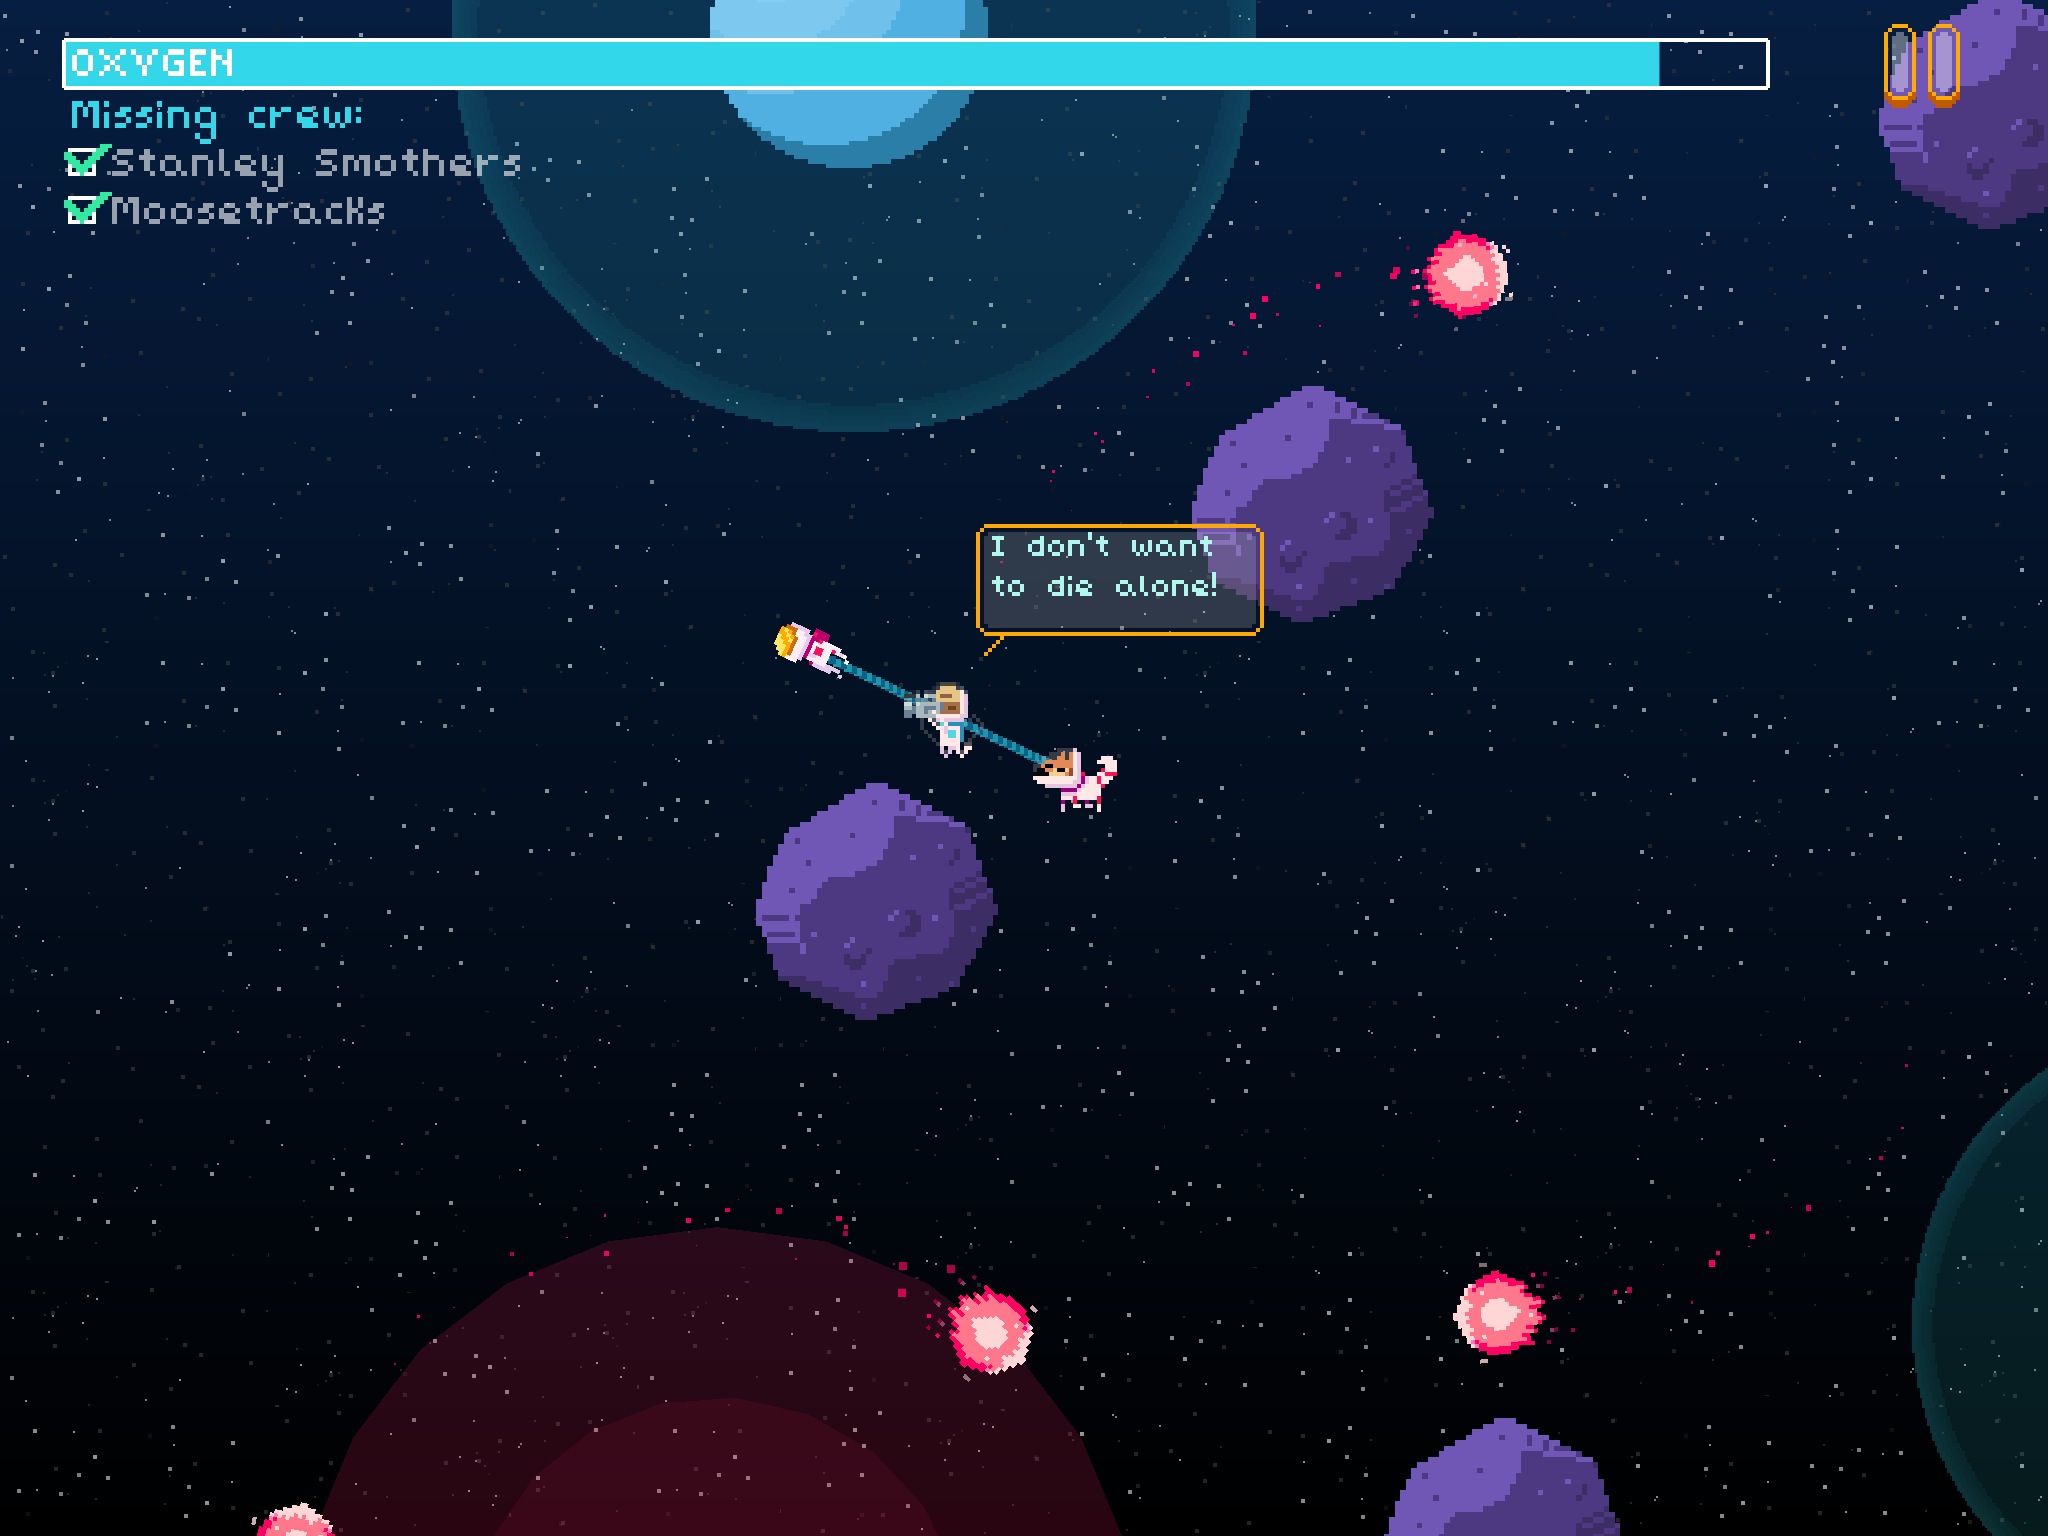 OXYGEN
Missing crew:
Stanley Smothers
Moosetracks
I don't want
to die alone!